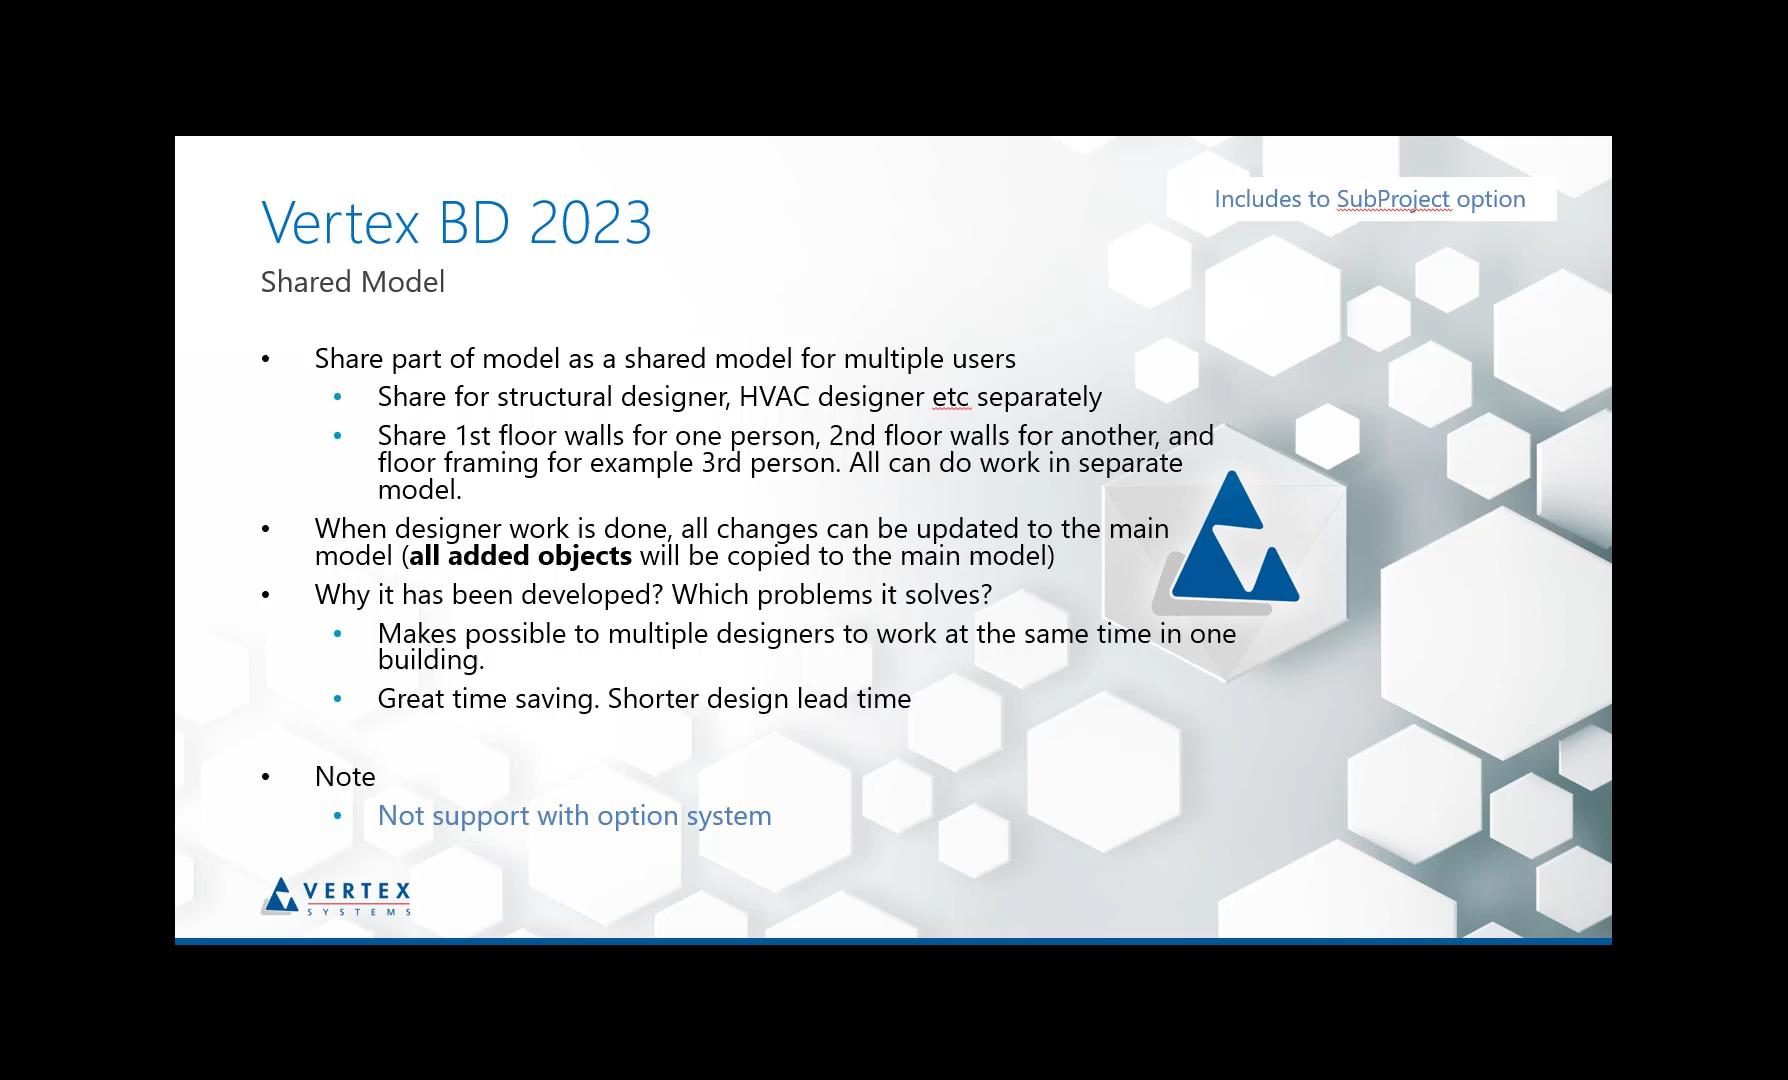 Includes to SubProject option
Vertex BD 2023
Shared Model
• Share part of model as a shared model for multiple users
• Share for structural designer, HVAC designer etc separately
• Share 1st floor walls for one person, 2nd floor walls for another, and
floor framing for example 3rd person. All can do work in separate
model.
• When designer work is done, all changes can be updated to the main
model (all added objects will be copied to the main model)
• Why it has been developed? Which problems it solves?
• Makes possible to multiple designers to work at the same time in one
building.
• Great time saving. Shorter design lead time
• Note
• Not support with option system
VERTEX
SYSTEMS